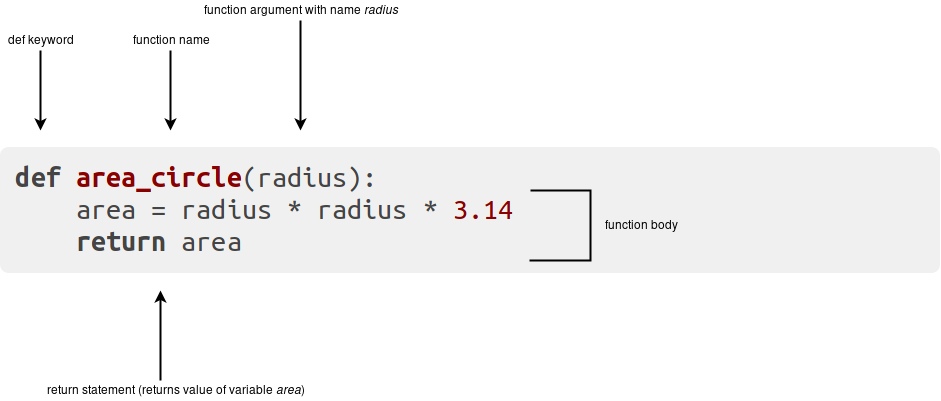 function argument with name radius
def keyword
function name
def area_circle(radius):
    area = radius * radius * 3.14
    return area
function body
return statement (returns value of variable area)